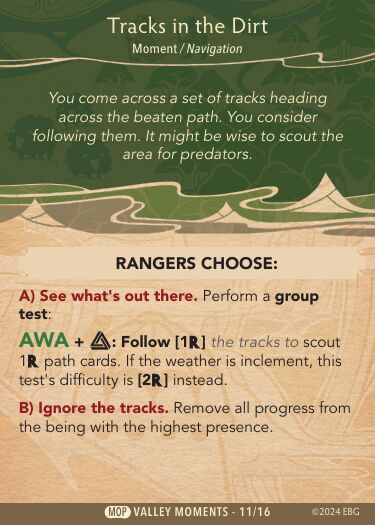 Tracks in the Dirt
Moment / Navigation
You come across a set of tracks heading
across the beaten path. You consider
following them. It might be wise to scout the
area for predators.
RANGERS CHOOSE:
A) See what's out there. Perform a group
test:
AWA + : Follow [1R] the tracks to scout
1R path cards. If the weather is inclement, this
test's difficulty is [2R] instead.
B) Ignore the tracks. Remove all progress from
the being with the highest presence.
MOP VALLEY MOMENTS - 11/16
©2024 EBG